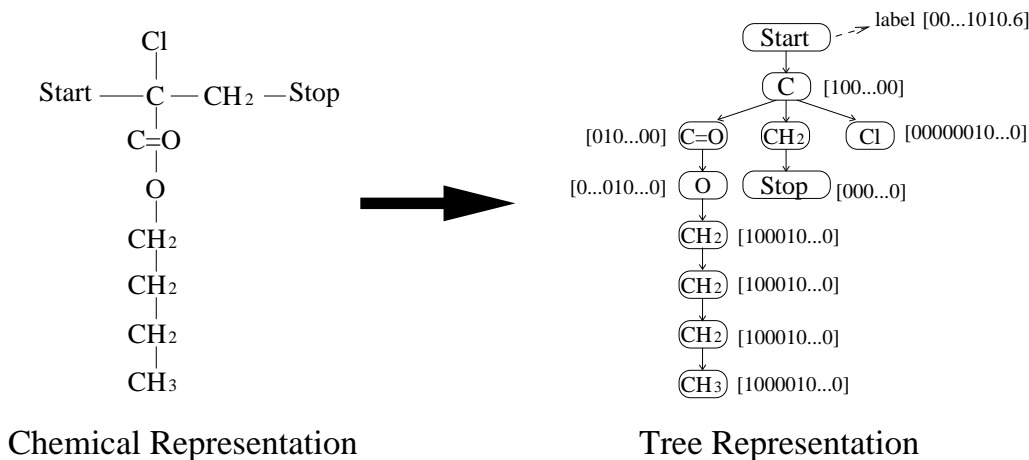 Cl
Start C CH2 Stop
C=O
O
CH2
CH2
CH2
CH3
Chemical Representation
Start label [00...1010.6]
C [100...00]
[010...00] C=O CH2 Cl [00000010...0]
[0...010...0] O Stop [000...0]
CH2 [100010...0]
CH2 [100010...0]
CH2 [100010...0]
CH3 [1000010...0]
Tree Representation